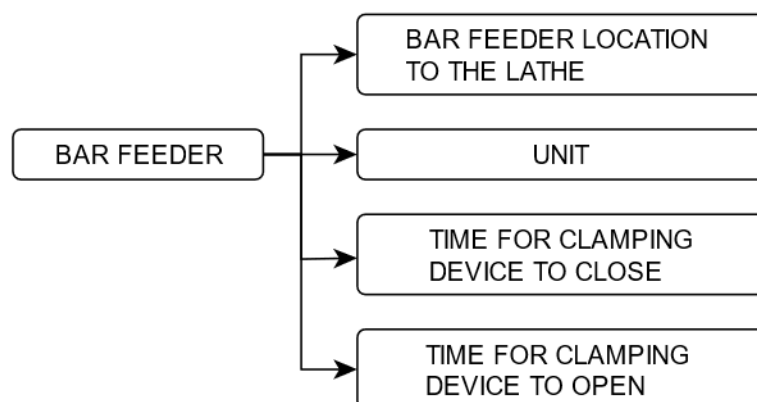 BAR FEEDER LOCATION
TO THE LATHE
BAR FEEDER
UNIT
TIME FOR CLAMPING
DEVICE TO CLOSE
TIME FOR CLAMPING
DEVICE TO OPEN